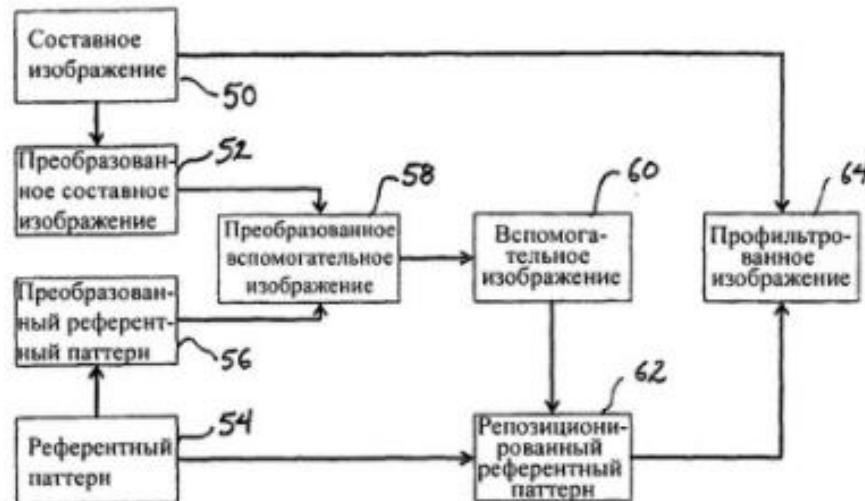 Составное
изображение
50
Преобразован-
ное составное
изображение
52
58
Преобразованное
вспомогательное
изображение
60
Вспомога-
тельное
изображение
64
Профильтро-
ванное
изображение
Преобразован-
ный референт-
ный паттерн
56
54
Референтный
паттерн
62
Репозициони-
рованный
референтный
паттерн